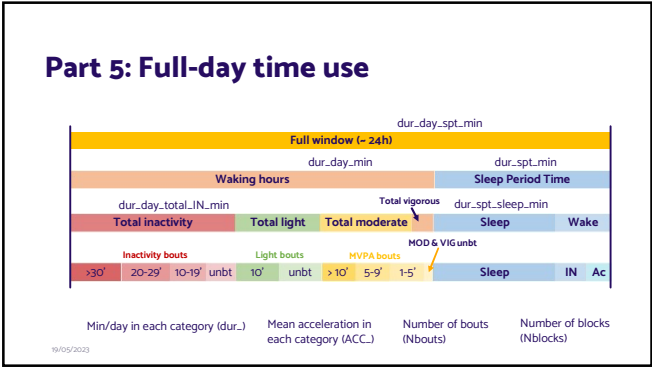 Part 5: Full-day time use
dur_day_spt_min
Full window (~ 24h)
dur_day_min
dur_spt_min
Waking hours
Sleep Period Time
dur_day_total_IN_min
Total vigorous
dur_spt_sleep_min
Total inactivity
Total light
Total moderate
Sleep
Wake
MOD & VIG unbt
Inactivity bouts
Light bouts
MVPA bouts
>30'
20-29'
10-19'
unbt
10'
unbt
> 10'
5-9'
1-5'
Sleep
IN
Ac
Min/day in each category (dur_)
Mean acceleration in
each category (ACC_)
Number of bouts
(Nbouts)
Number of blocks
(Nblocks)
19/05/2023